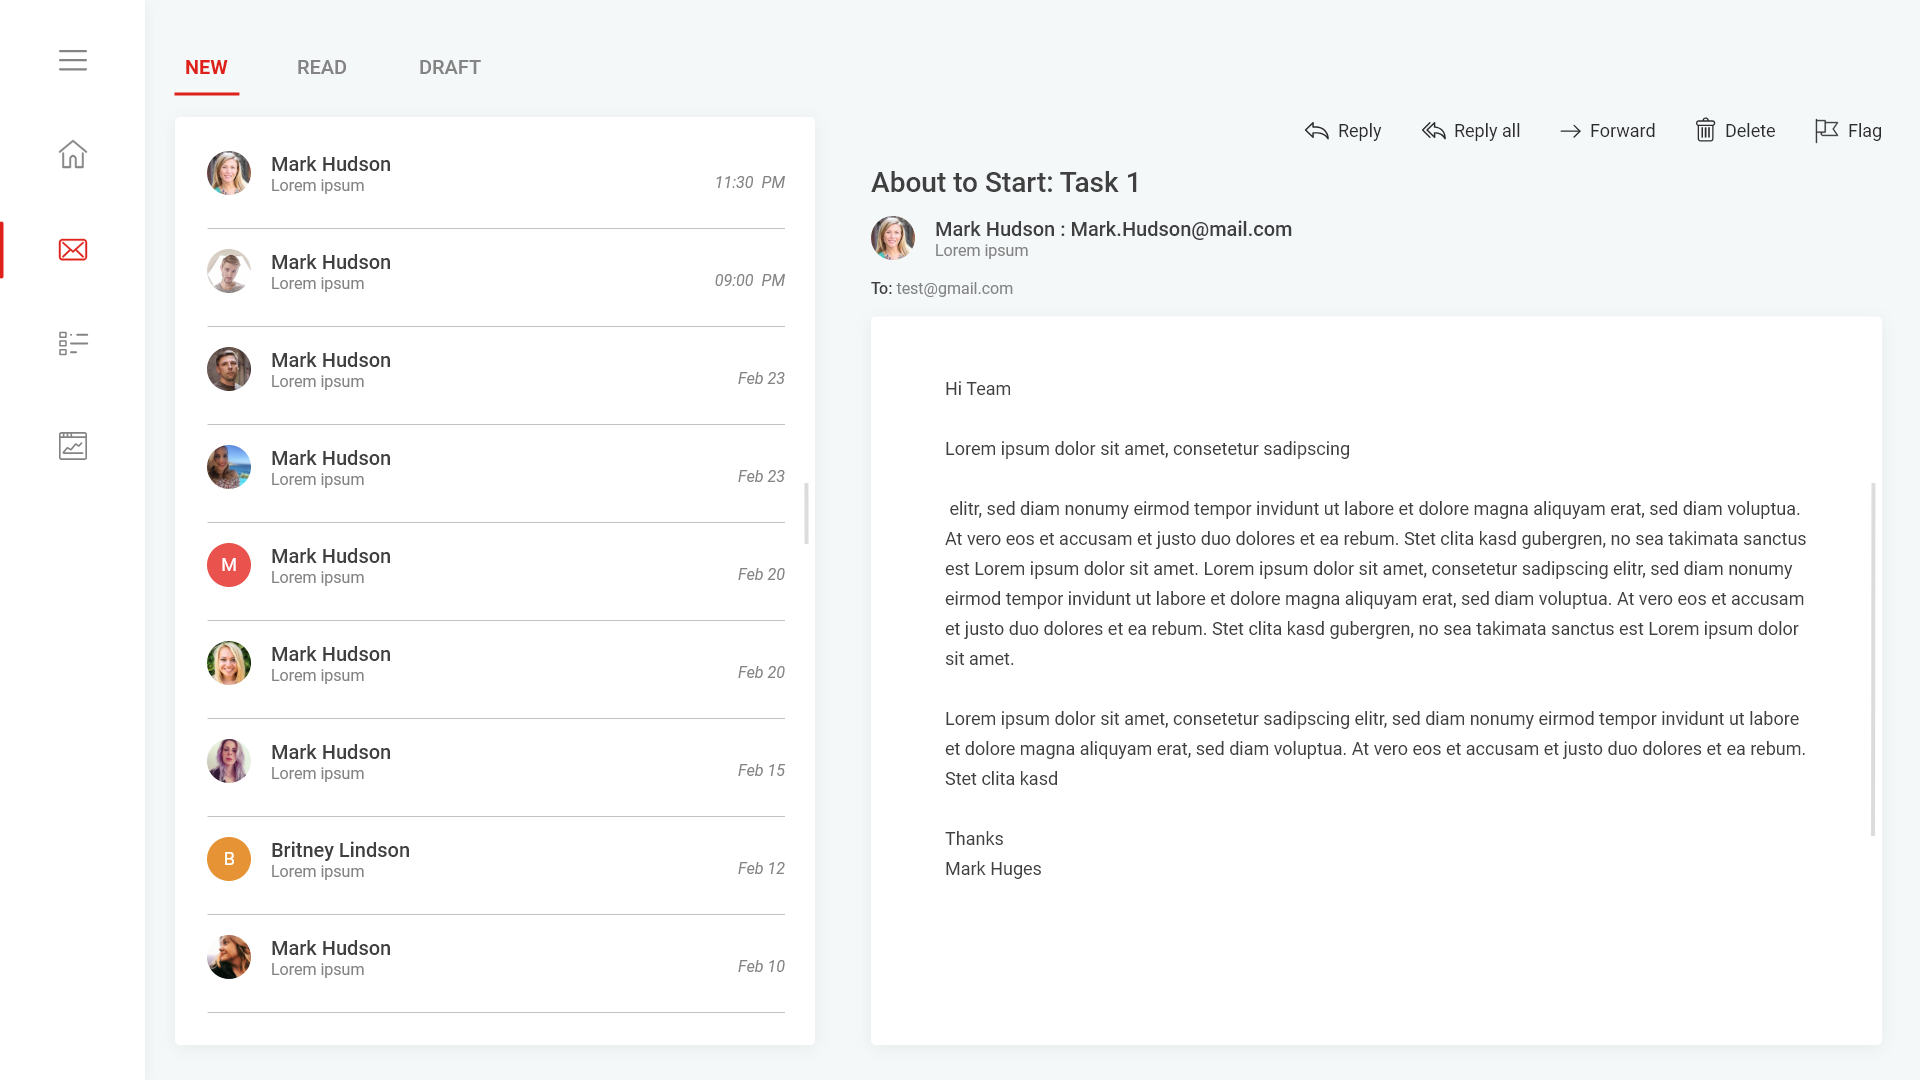 NEW READ DRAFT
Mark Hudson
Lorem ipsum
11:30 PM
Mark Hudson
Lorem ipsum
09:00 PM
Mark Hudson
Lorem ipsum
Feb 23
Mark Hudson
Lorem ipsum
Feb 23
M
Mark Hudson
Lorem ipsum
Feb 20
Mark Hudson
Lorem ipsum
Feb 20
Mark Hudson
Lorem ipsum
Feb 15
B
Britney Lindson
Lorem ipsum
Feb 12
Mark Hudson
Lorem ipsum
Feb 10
Reply Reply all Forward Delete Flag
About to Start: Task 1
Mark Hudson : Mark.Hudson@mail.com
Lorem ipsum
To: test@gmail.com
Hi Team
Lorem ipsum dolor sit amet, consetetur sadipscing
elitr, sed diam nonumy eirmod tempor invidunt ut labore et dolore magna aliquyam erat, sed diam voluptua.
At vero eos et accusam et justo duo dolores et ea rebum. Stet clita kasd gubergren, no sea takimata sanctus
est Lorem ipsum dolor sit amet. Lorem ipsum dolor sit amet, consetetur sadipscing elitr, sed diam nonumy
eirmod tempor invidunt ut labore et dolore magna aliquyam erat, sed diam voluptua. At vero eos et accusam
et justo duo dolores et ea rebum. Stet clita kasd gubergren, no sea takimata sanctus est Lorem ipsum dolor
sit amet.
Lorem ipsum dolor sit amet, consetetur sadipscing elitr, sed diam nonumy eirmod tempor invidunt ut labore
et dolore magna aliquyam erat, sed diam voluptua. At vero eos et accusam et justo duo dolores et ea rebum.
Stet clita kasd
Thanks
Mark Huges